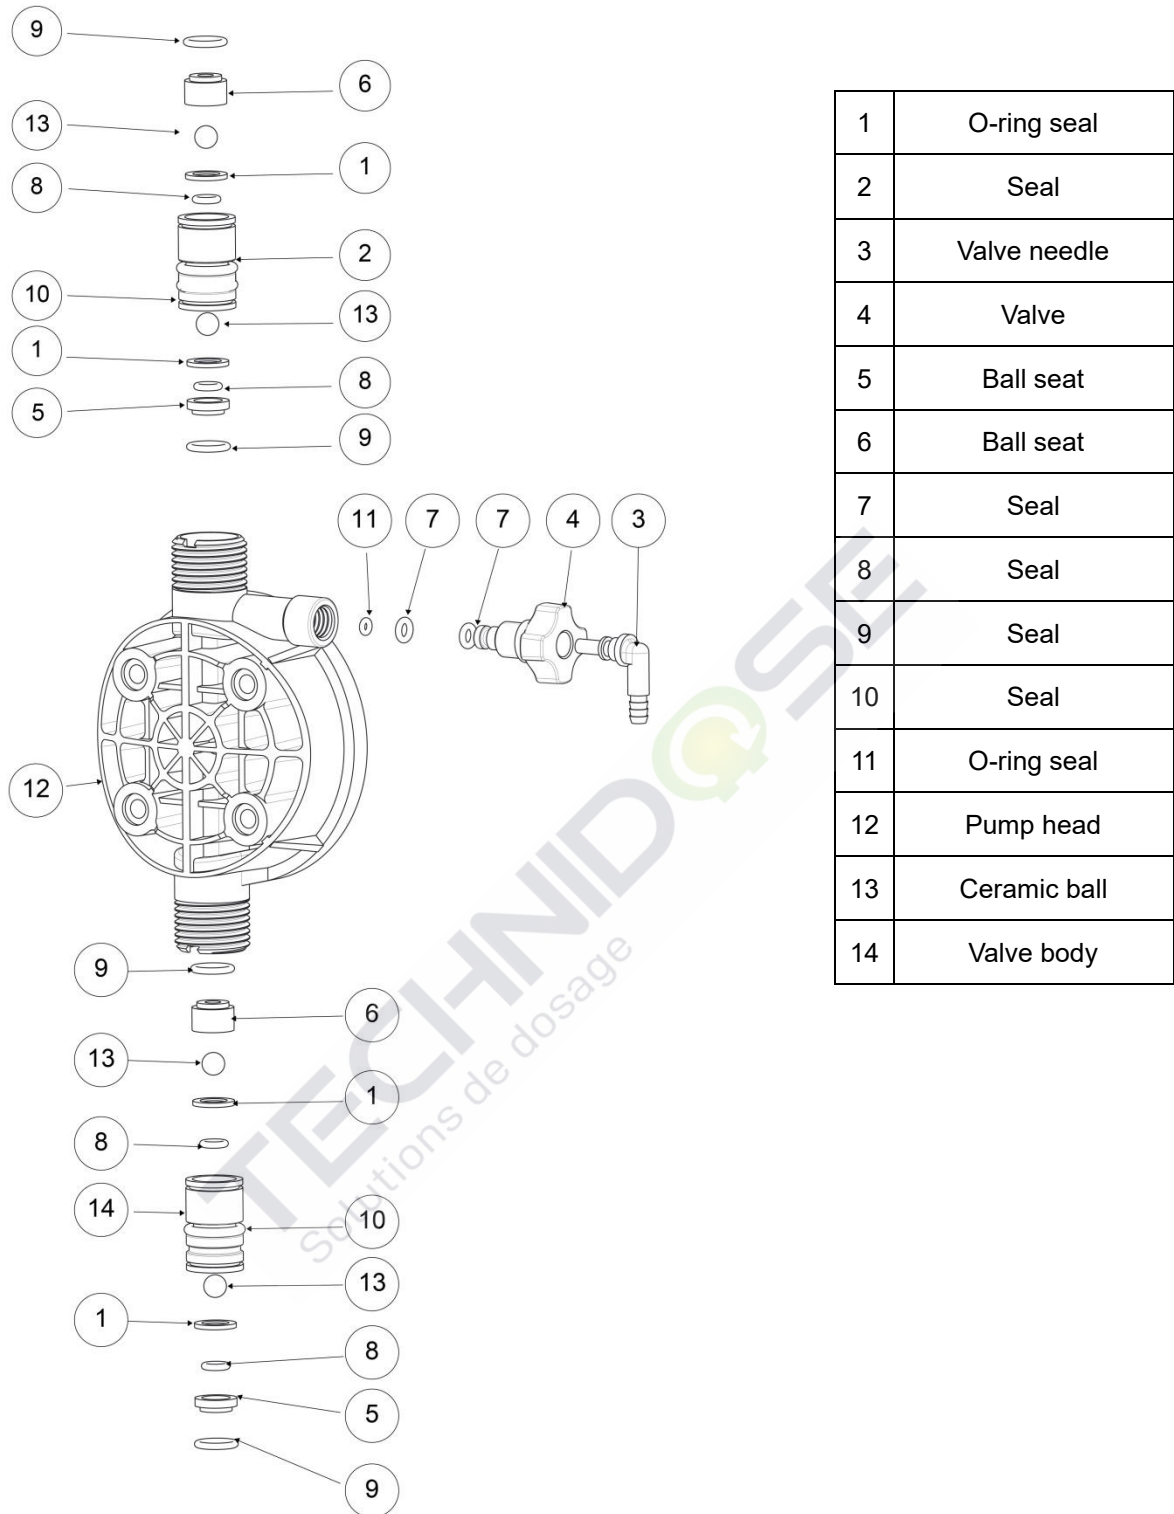 9
6
13
1
8
2
10
13
1
8
5
9
11 7 7 4 3
12
9
6
13
1
8
14
10
13
1
8
5
9
1 O-ring seal
2 Seal
3 Valve needle
4 Valve
5 Ball seat
6 Ball seat
7 Seal
8 Seal
9 Seal
10 Seal
11 O-ring seal
12 Pump head
13 Ceramic ball
14 Valve body
TECHNIDOSE
Solutions de dosage